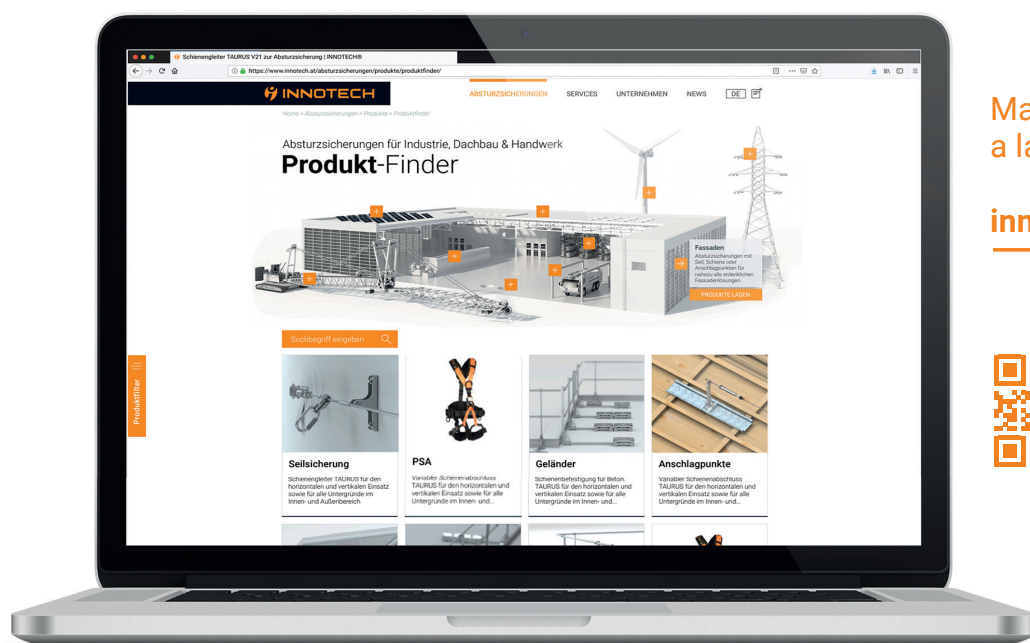 Schienengleiter TAURUS V21 zur Absturzsicherung | INNOTECH®
https://www.innotech.at/absturzsicherungen/produkte/produktfinder/
INNOTECH
ABSTURZSICHERUNGEN SERVICES UNTERNEHMEN NEWS DE
Home > Absturzsicherungen > Produkte > Produktfinder
Absturzsicherungen für Industrie, Dachbau & Handwerk
Produkt-Finder
Fassaden
Absturzsicherungen mit
Seil, Schiene oder
Anschlagpunkten für
nahezu alle erdenklichen
Fassadenlösungen.
PRODUKTE LADEN
Suchbegriff eingeben
Produktfilter
Seilsicherung
Schienengleiter TAURUS für den
horizontalen und vertikalen Einsatz
sowie für alle Untergründe im
Innen- und Außenbereich
PSA
Variabler Schienenabschluss
TAURUS für den horizontalen und
vertikalen Einsatz sowie für alle
Untergründe im Innen- und...
Geländer
Schienenbefestigung für Beton.
TAURUS für den horizontalen und
vertikalen Einsatz sowie für alle
Untergründe im Innen- und...
Anschlagpunkte
Variabler Schienenabschluss
TAURUS für den horizontalen und
vertikalen Einsatz sowie für alle
Untergründe im Innen- und...
Ma
a la
inn